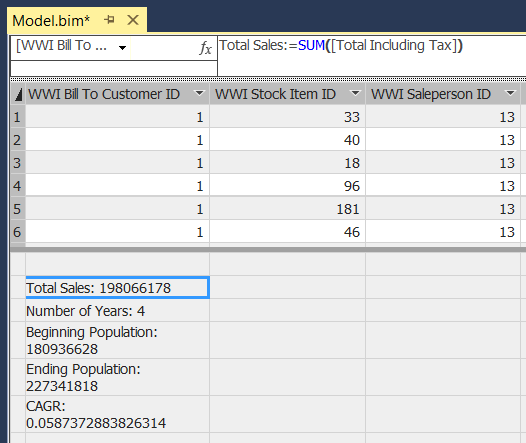 Model.bim*
[WWI Bill To ... fx Total Sales:=SUM([Total Including Tax])
WWI Bill To Customer ID WWI Stock Item ID WWI Saleperson ID
1 1 33 13
2 1 40 13
3 1 18 13
4 1 96 13
5 1 181 13
6 1 46 13
Total Sales: 198066178
Number of Years: 4
Beginning Population:
180936628
Ending Population:
227341818
CAGR:
0.0587372883826314